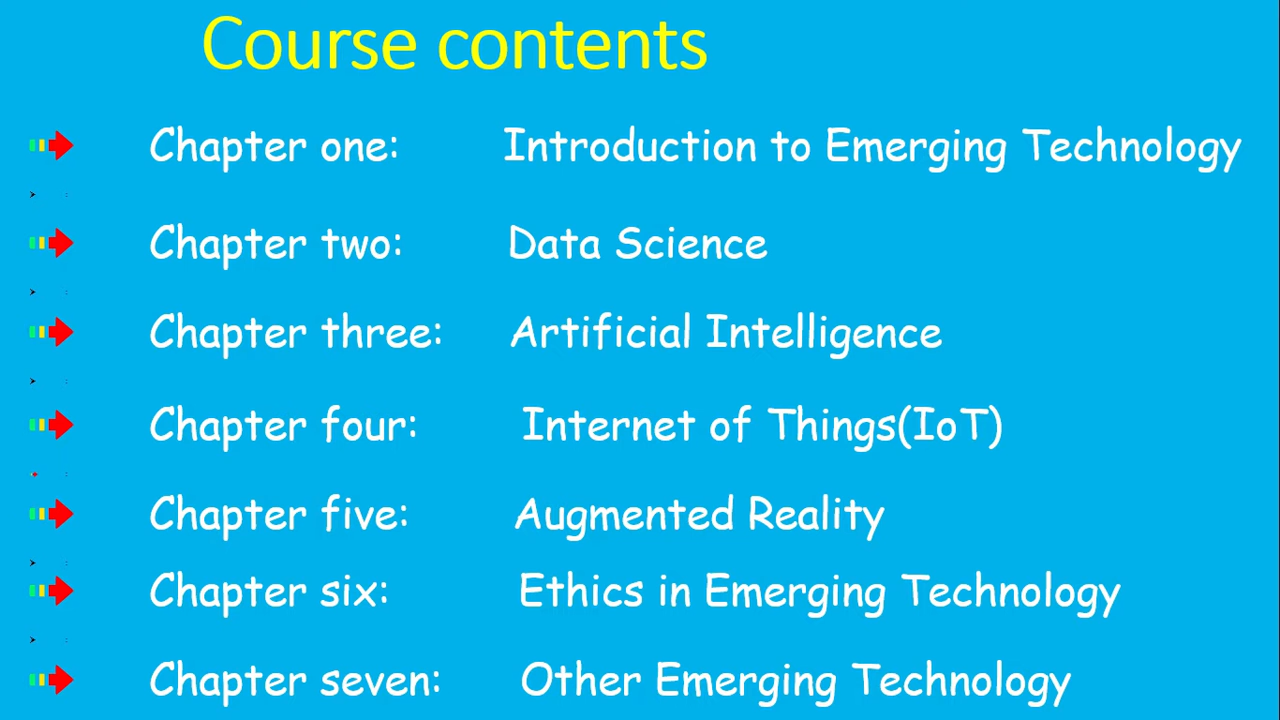 Course contents
Chapter one: Introduction to Emerging Technology
Chapter two: Data Science
Chapter three: Artificial Intelligence
Chapter four: Internet of Things(IoT)
Chapter five: Augmented Reality
Chapter six: Ethics in Emerging Technology
Chapter seven: Other Emerging Technology